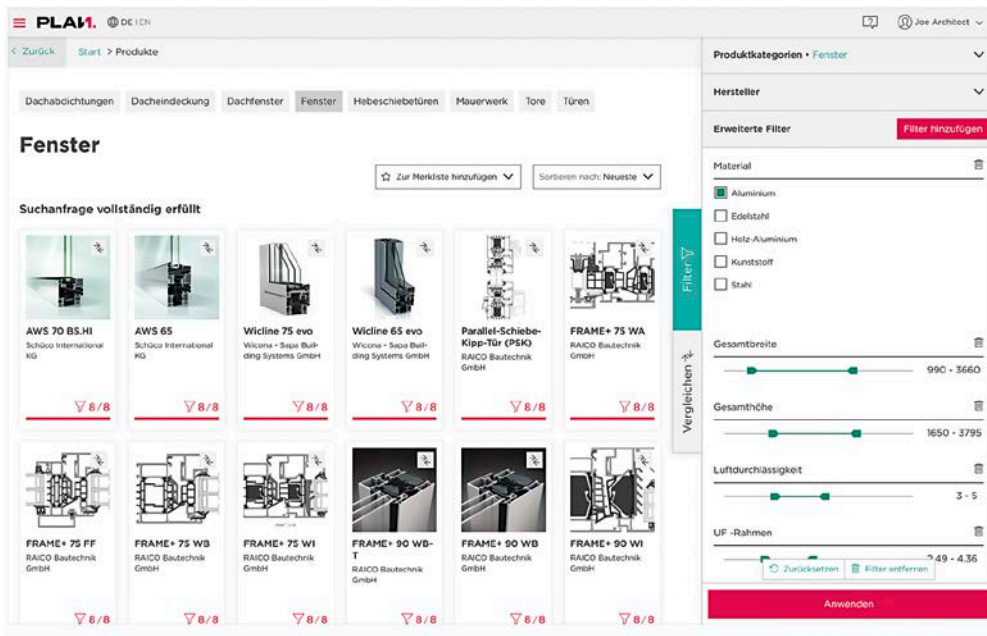 PLAN.
DE | EN
Joe Architect
Zurück
Start > Produkte
Dachabdichtungen
Dacheindeckung
Dachfenster
Fenster
Hebeschiebetüren
Mauerwerk
Tore
Türen
Fenster
Zur Merkliste hinzufügen
Sortieren nach: Neueste
Suchanfrage vollständig erfüllt
AWS 70 BS.HI
Schüco International
KG
8/8
AWS 65
Schüco International
KG
8/8
Wicline 75 evo
Wicona - Sapa Buil-
ding Systems GmbH
8/8
Wicline 65 evo
Wicona - Sapa Buil-
ding Systems GmbH
8/8
Parallel-Schiebe-
Kipp-Tür (PSK)
RAICO Bautechnik
GmbH
8/8
FRAME+ 75 WA
RAICO Bautechnik
GmbH
8/8
FRAME+ 75 FF
RAICO Bautechnik
GmbH
8/8
FRAME+ 75 WB
RAICO Bautechnik
GmbH
8/8
FRAME+ 75 WI
RAICO Bautechnik
GmbH
8/8
FRAME+ 90 WB-
T
RAICO Bautechnik
GmbH
8/8
FRAME+ 90 WB
RAICO Bautechnik
GmbH
8/8
FRAME+ 90 WI
RAICO Bautechnik
GmbH
8/8
Filter
Vergleichen
Produktkategorien • Fenster
Hersteller
Erweiterte Filter
Filter hinzufügen
Material
Aluminium
Edelstahl
Holz-Aluminium
Kunststoff
Stahl
Gesamtbreite
990 - 3660
Gesamthöhe
1650 - 3795
Luftdurchlässigkeit
3 - 5
UF -Rahmen
2.49 - 4.36
Zurücksetzen
Filter entfernen
Anwenden